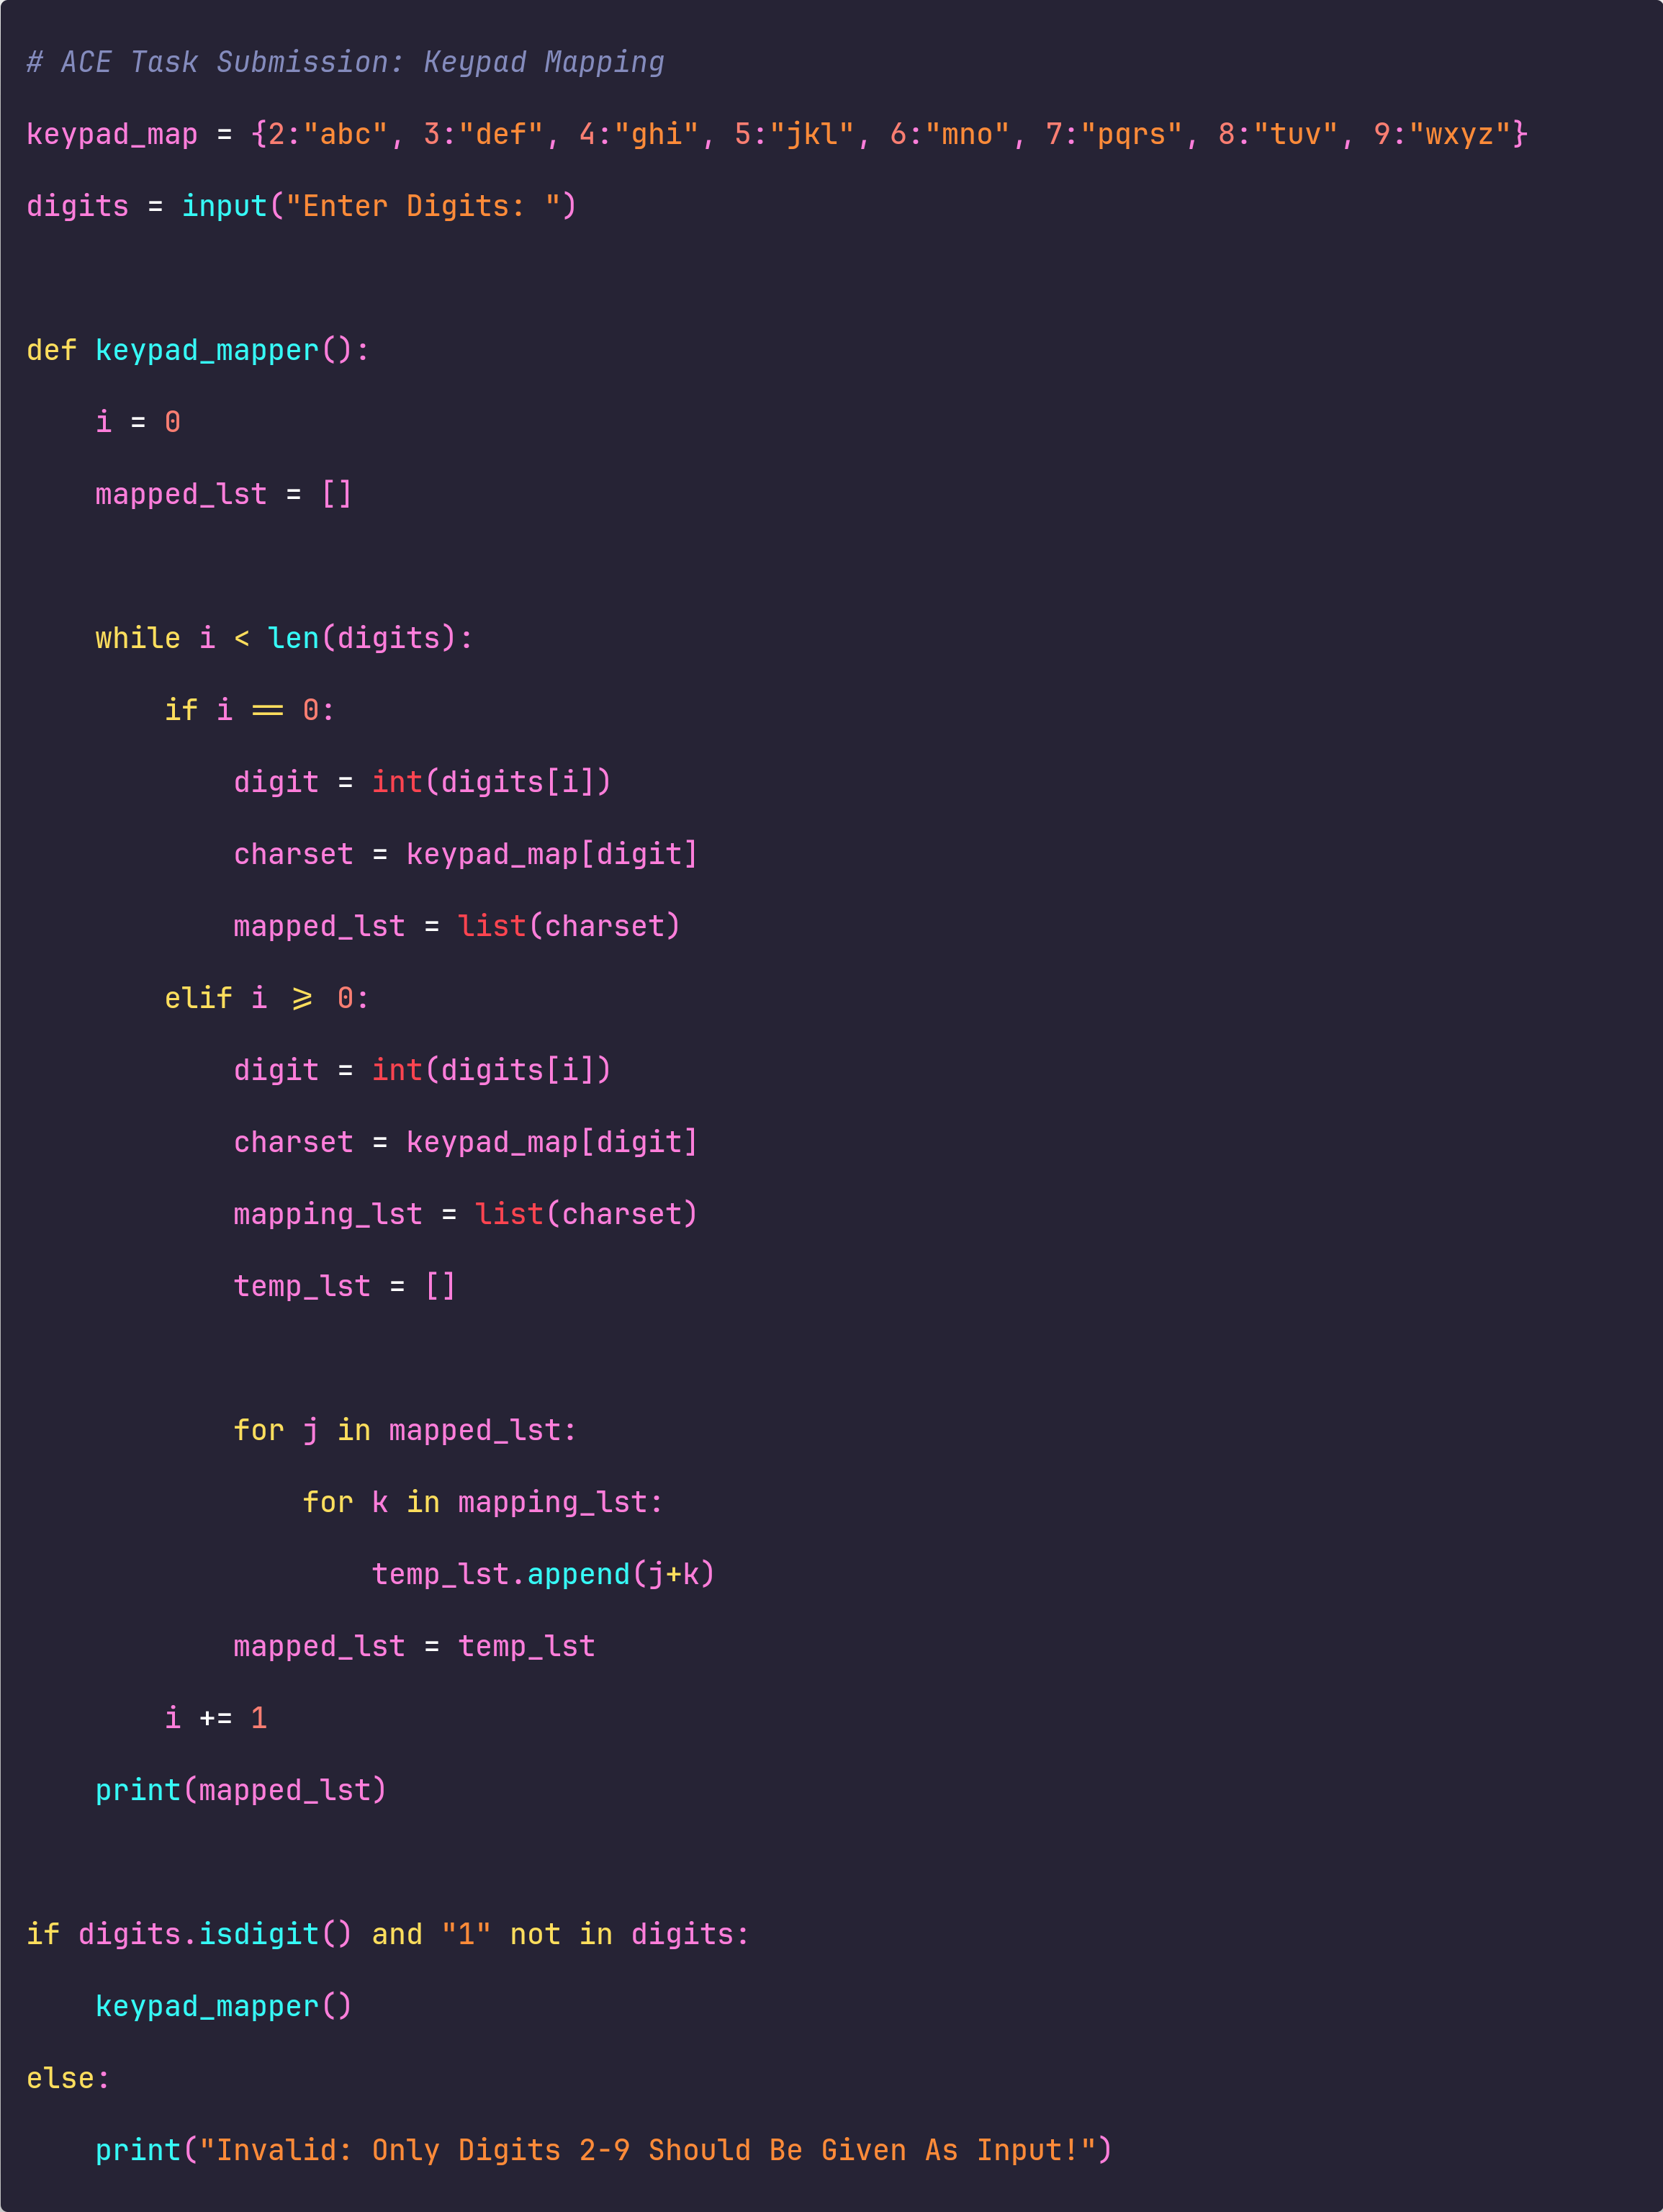 # ACE Task Submission: Keypad Mapping
keypad_map = {2:"abc", 3:"def", 4:"ghi", 5:"jkl", 6:"mno", 7:"pqrs", 8:"tuv", 9:"wxyz"}
digits = input("Enter Digits: ")
def keypad_mapper():
    i = 0
    mapped_lst = []
    while i < len(digits):
        if i == 0:
            digit = int(digits[i])
            charset = keypad_map[digit]
            mapped_lst = list(charset)
        elif i >= 0:
            digit = int(digits[i])
            charset = keypad_map[digit]
            mapping_lst = list(charset)
            temp_lst = []
            for j in mapped_lst:
                for k in mapping_lst:
                    temp_lst.append(j+k)
            mapped_lst = temp_lst
        i += 1
    print(mapped_lst)
if digits.isdigit() and "1" not in digits:
    keypad_mapper()
else:
    print("Invalid: Only Digits 2-9 Should Be Given As Input!")